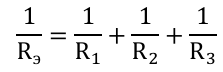 1/Rэ = 1/R₁ + 1/R₂ + 1/R₃